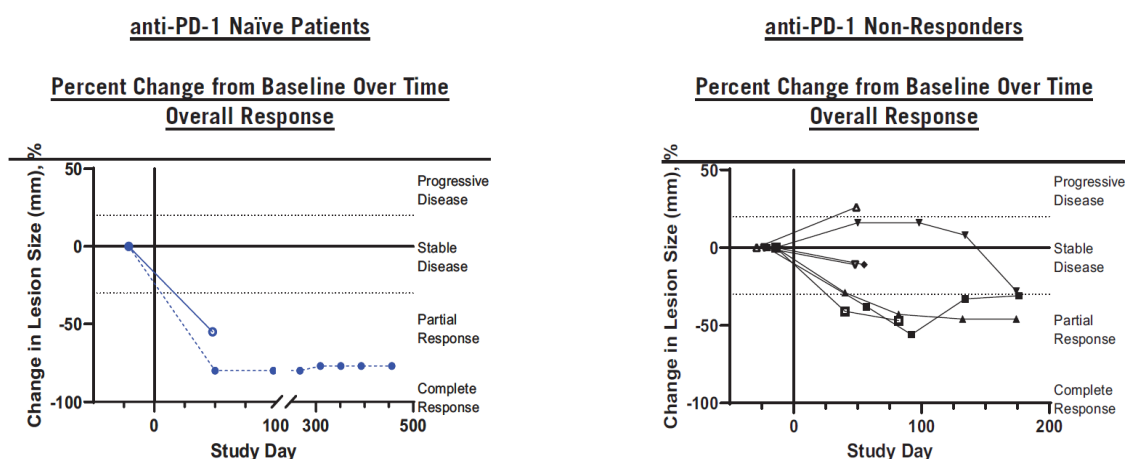 anti-PD-1 Naïve Patients
Percent Change from Baseline Over Time
Overall Response
Change in Lesion Size (mm), %
50
0
-50
-100
Progressive
Disease
Stable
Disease
Partial
Response
Complete
Response
0
100
300
500
Study Day
anti-PD-1 Non-Responders
Percent Change from Baseline Over Time
Overall Response
Change in Lesion Size (mm), %
50
0
-50
-100
Progressive
Disease
Stable
Disease
Partial
Response
Complete
Response
0
100
200
Study Day